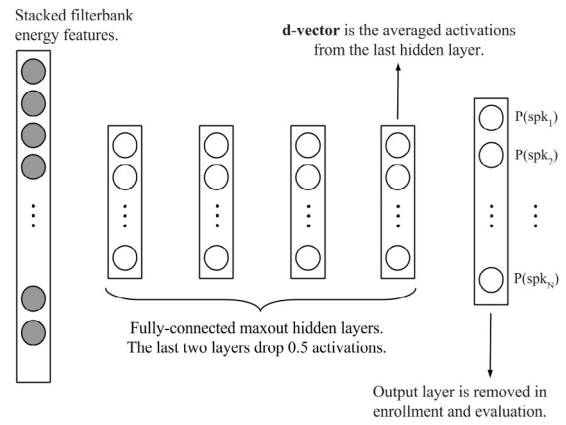 Stacked filterbank
energy features.
d-vector is the averaged activations
from the last hidden layer.
P(spk₁)
P(spk₂)
P(spk_N)
Fully-connected maxout hidden layers.
The last two layers drop 0.5 activations.
Output layer is removed in
enrollment and evaluation.